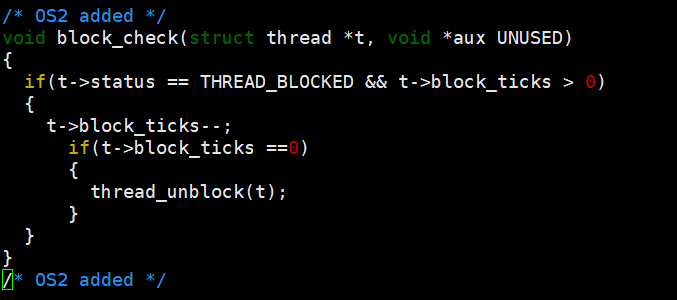 /* OS2 added */
void block_check(struct thread *t, void *aux UNUSED)
{
  if(t->status == THREAD_BLOCKED && t->block_ticks > 0)
  {
    t->block_ticks--;
      if(t->block_ticks ==0)
      {
        thread_unblock(t);
      }
  }
}
/* OS2 added */